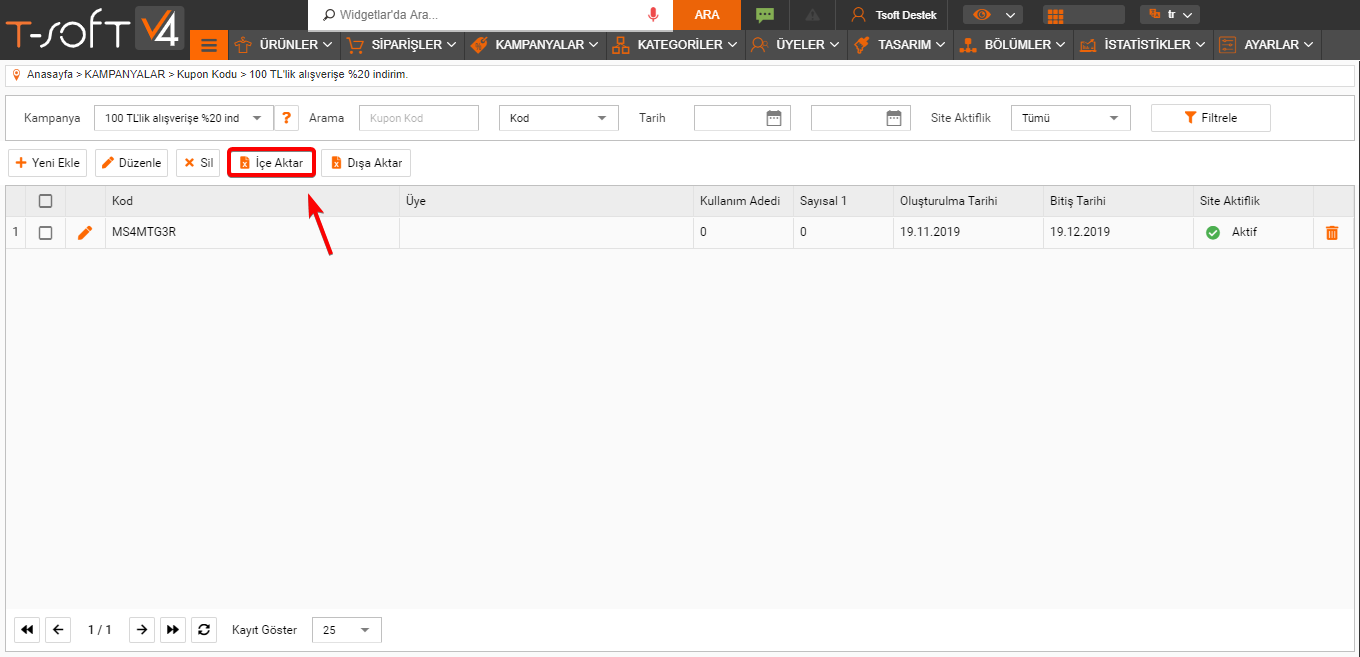 T-SOFT V4
Widgetlar'da Ara...
ARA
Tsoft Destek
tr
ÜRÜNLER
SİPARİŞLER
KAMPANYALAR
KATEGORİLER
ÜYELER
TASARIM
BÖLÜMLER
İSTATİSTİKLER
AYARLAR
Anasayfa > KAMPANYALAR > Kupon Kodu > 100 TL'lik alışverişe %20 indirim.
Kampanya
100 TL'lik alışverişe %20 ind
?
Arama
Kupon Kod
Kod
Tarih
Site Aktiflik
Tümü
Filtrele
Yeni Ekle
Düzenle
Sil
İçe Aktar
Dışa Aktar
Kod
Üye
Kullanım Adedi
Sayısal 1
Oluşturulma Tarihi
Bitiş Tarihi
Site Aktiflik
1
MS4MTG3R
0
0
19.11.2019
19.12.2019
Aktif
1 / 1
Kayıt Göster
25